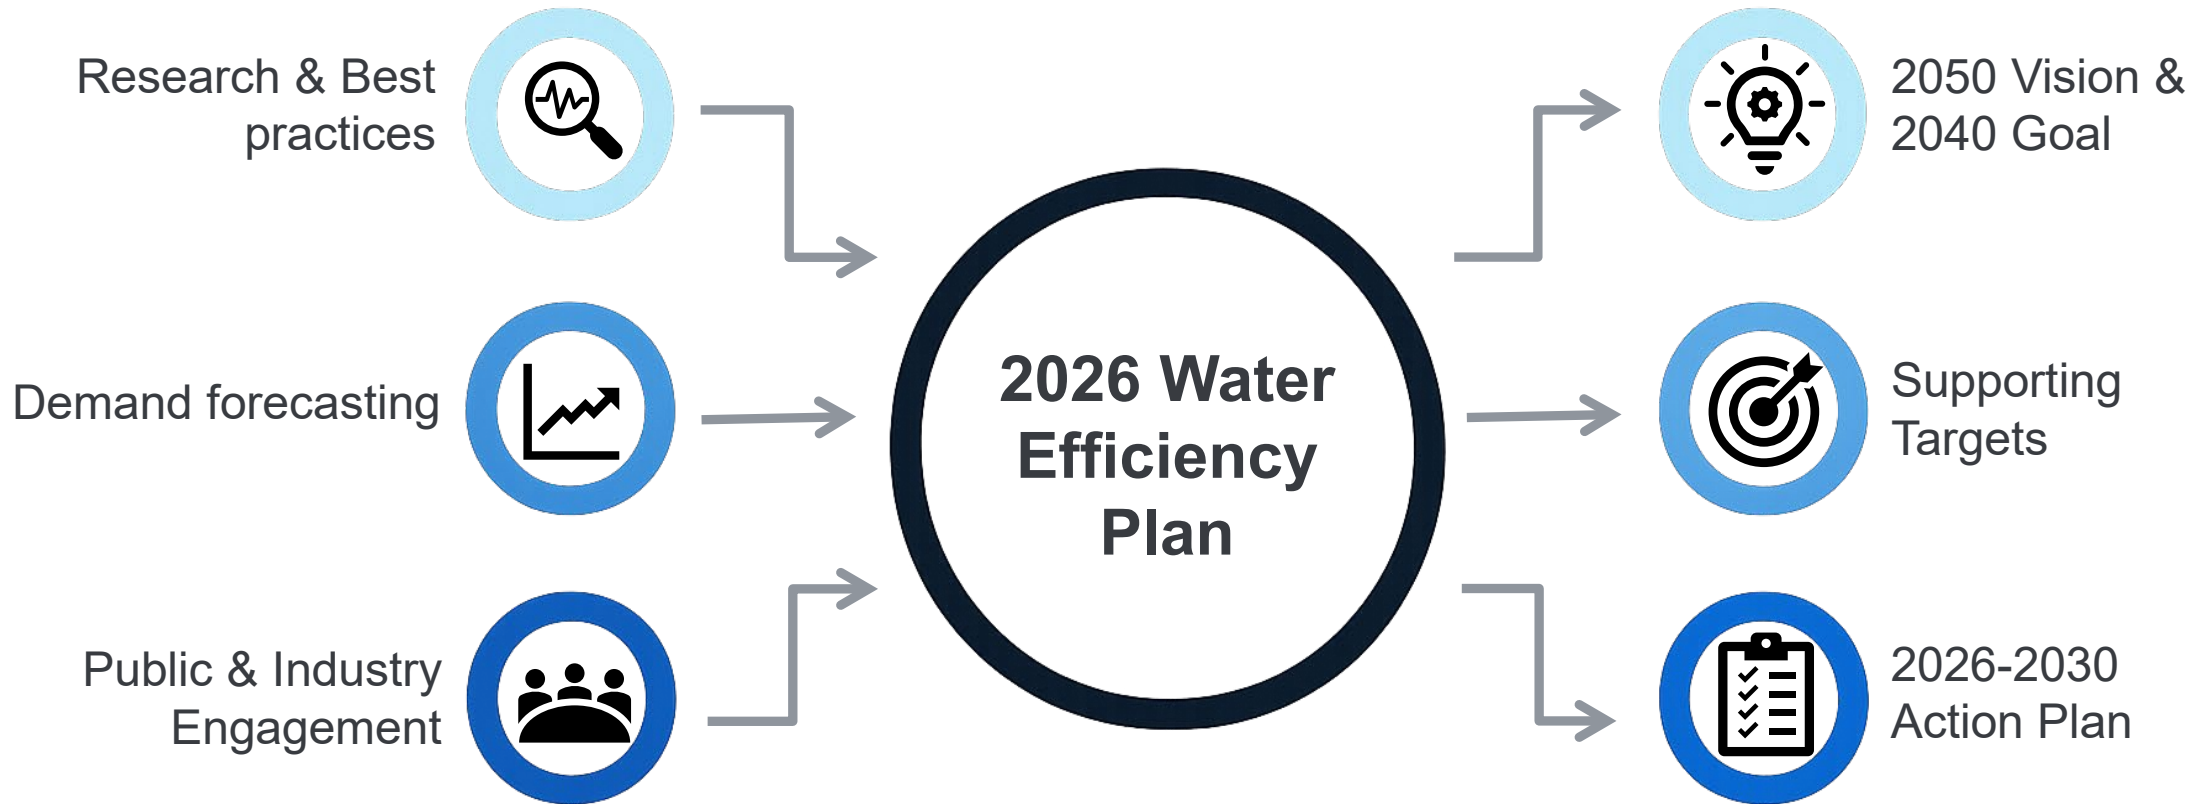 Research & Best
practices
Demand forecasting
Public & Industry
Engagement
2026 Water
Efficiency
Plan
2050 Vision &
2040 Goal
Supporting
Targets
2026-2030
Action Plan